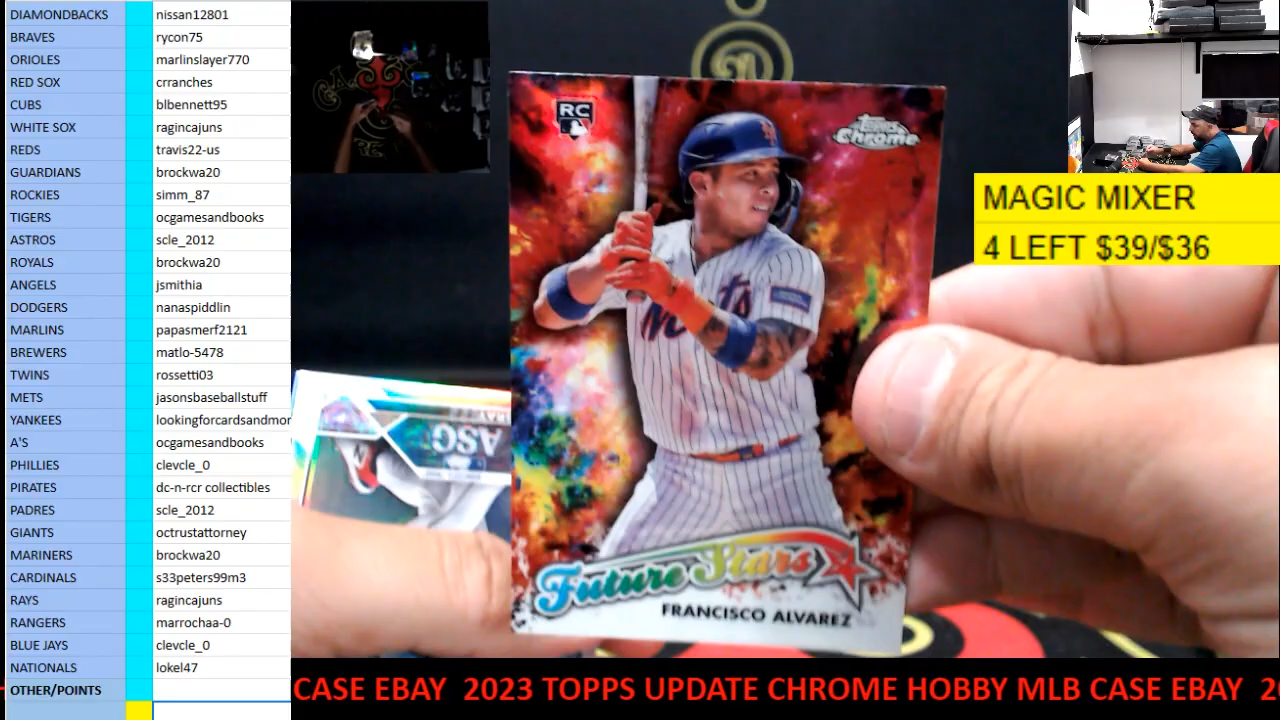 DIAMONDBACKS nissan12801
BRAVES rycon75
ORIOLES marlinslayer770
RED SOX crranches
CUBS blbennett95
WHITE SOX ragincajuns
REDS travis22-us
GUARDIANS brockwa20
ROCKIES simm_87
TIGERS ocgamesandbooks
ASTROS scle_2012
ROYALS brockwa20
ANGELS jsmithia
DODGERS nanaspiddlin
MARLINS papasmerf2121
BREWERS matlo-5478
TWINS rossetti03
METS jasonsbaseballstuff
YANKEES lookingforcardsandmor
A'S ocgamesandbooks
PHILLIES clevcle_0
PIRATES dc-n-rcr collectibles
PADRES scle_2012
GIANTS octrustattorney
MARINERS brockwa20
CARDINALS s33peters99m3
RAYS ragincajuns
RANGERS marrochaa-0
BLUE JAYS clevcle_0
NATIONALS lokel47
OTHER/POINTS
RC
Topps Chrome
Mets
Future Stars
FRANCISCO ALVAREZ
ASG
MAGIC MIXER
4 LEFT $39/$36
CASE EBAY 2023 TOPPS UPDATE CHROME HOBBY MLB CASE EBAY 2